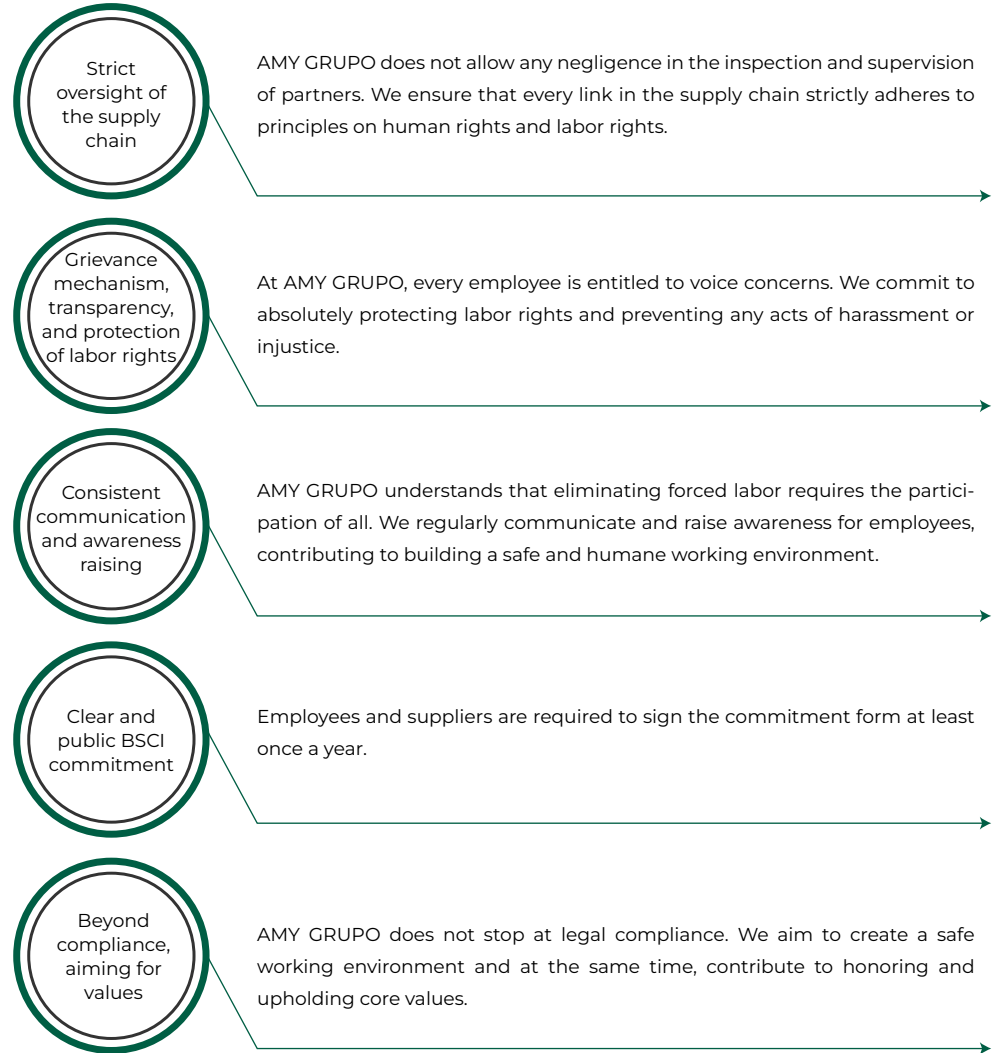 Strict
oversight of
the supply
chain
AMY GRUPO does not allow any negligence in the inspection and supervision
of partners. We ensure that every link in the supply chain strictly adheres to
principles on human rights and labor rights.
Grievance
mechanism,
transparency,
and protection
of labor rights
At AMY GRUPO, every employee is entitled to voice concerns. We commit to
absolutely protecting labor rights and preventing any acts of harassment or
injustice.
Consistent
communication
and awareness
raising
AMY GRUPO understands that eliminating forced labor requires the partici-
pation of all. We regularly communicate and raise awareness for employees,
contributing to building a safe and humane working environment.
Clear and
public BSCI
commitment
Employees and suppliers are required to sign the commitment form at least
once a year.
Beyond
compliance,
aiming for
values
AMY GRUPO does not stop at legal compliance. We aim to create a safe
working environment and at the same time, contribute to honoring and
upholding core values.